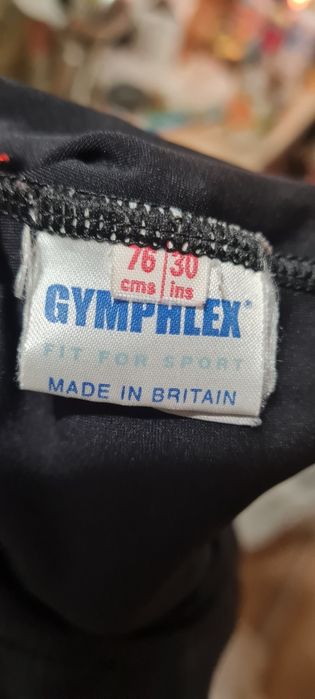 76 30
cms ins
GYMPHLEX®
FIT FOR SPORT
MADE IN BRITAIN